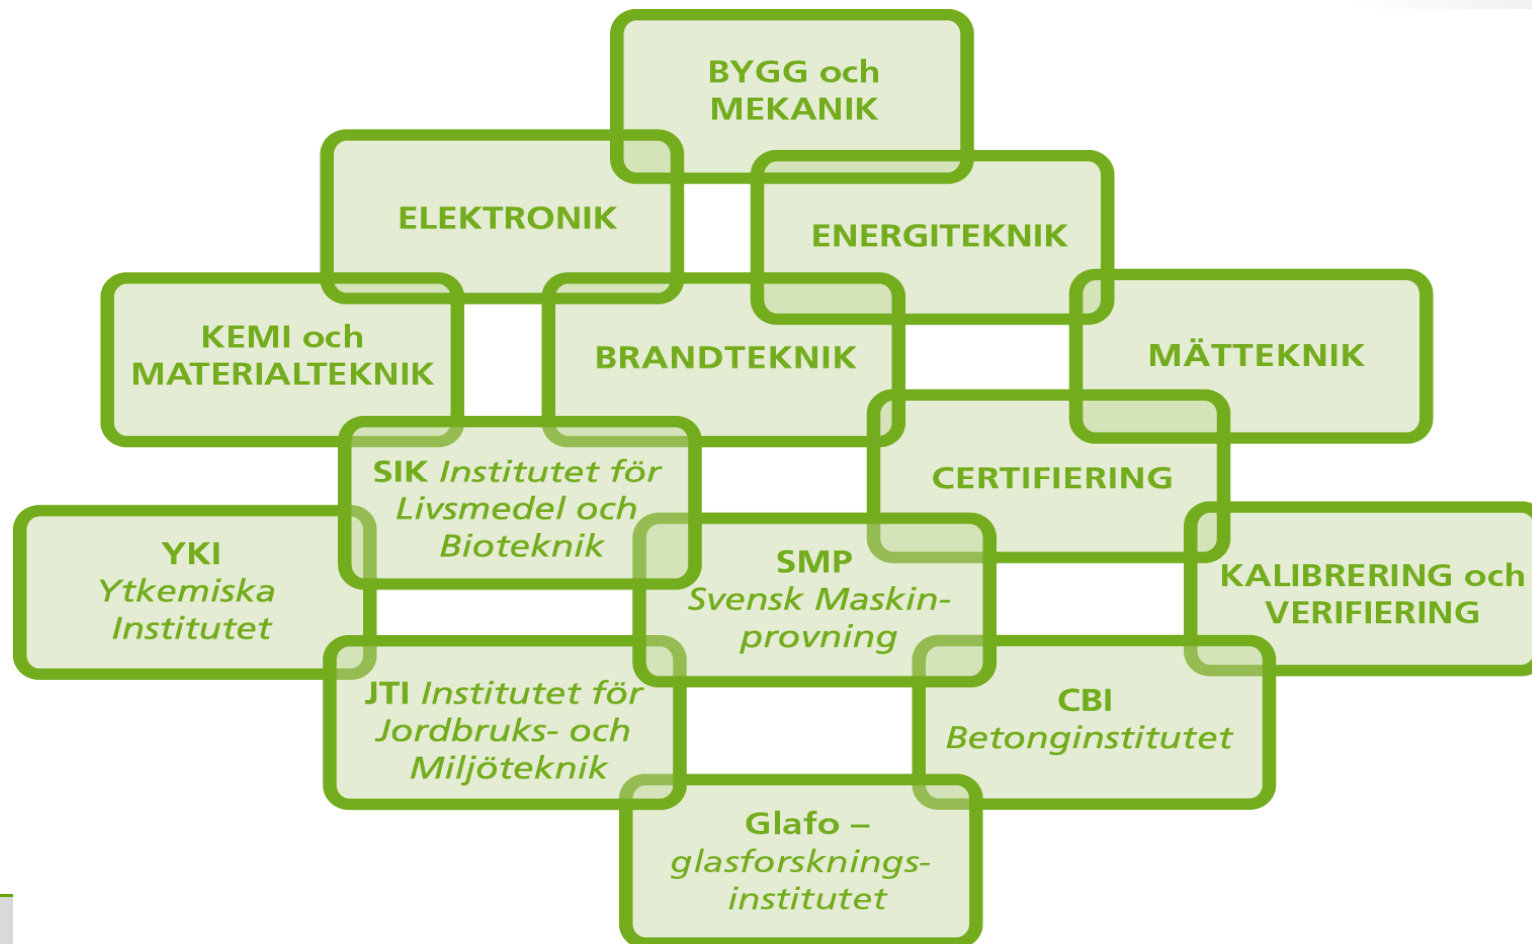 BYGG och
MEKANIK
ELEKTRONIK
ENERGITEKNIK
KEMI och
MATERIALTEKNIK
BRANDTEKNIK
MÄTTEKNIK
SIK Institutet för
Livsmedel och
Bioteknik
CERTIFIERING
YKI
Ytkemiska
Institutet
SMP
Svensk Maskin-
provning
KALIBRERING och
VERIFIERING
JTI Institutet för
Jordbruks- och
Miljöteknik
CBI
Betonginstitutet
Glafo –
glasforsknings-
institutet